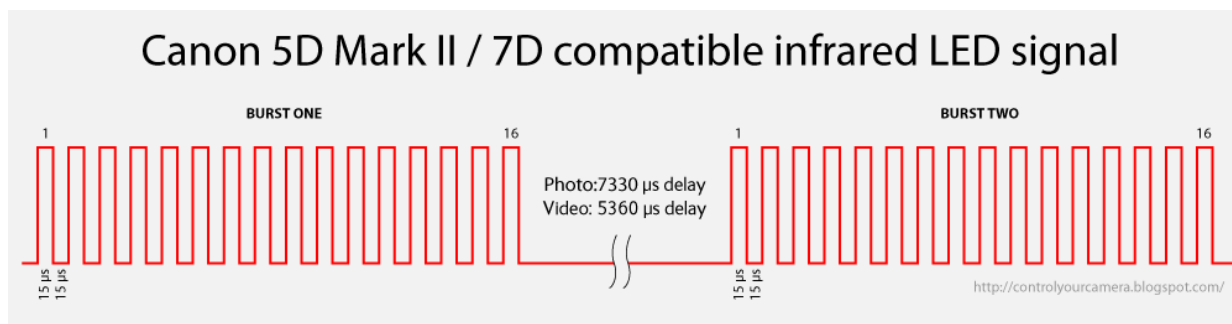 Canon 5D Mark II / 7D compatible infrared LED signal
BURST ONE
BURST TWO
1
16
1
16
Photo:7330 µs delay
Video: 5360 µs delay
15 µs
15 µs
15 µs
15 µs
http://controlyourcamera.blogspot.com/